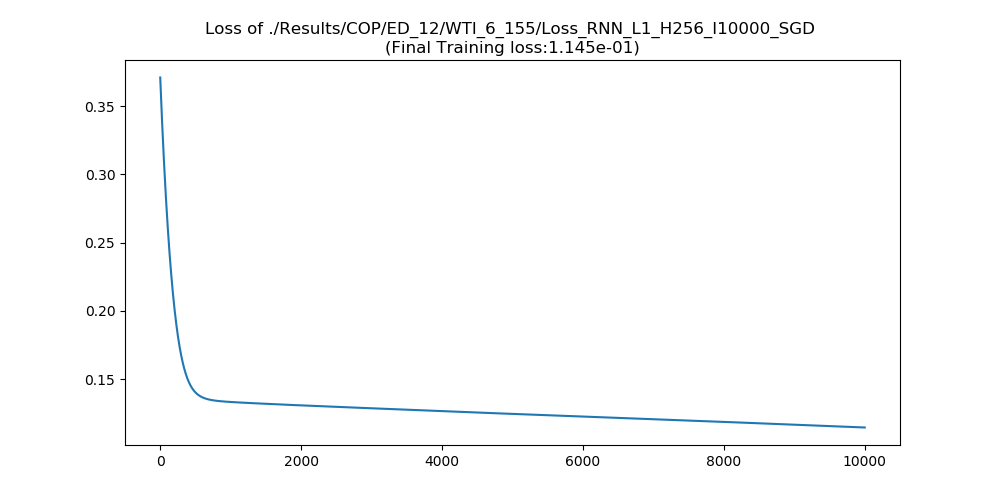 Loss of ./Results/COP/ED_12/WTI_6_155/Loss_RNN_L1_H256_I10000_SGD
(Final Training loss:1.145e-01)
0.35
0.30
0.25
0.20
0.15
0 2000 4000 6000 8000 10000